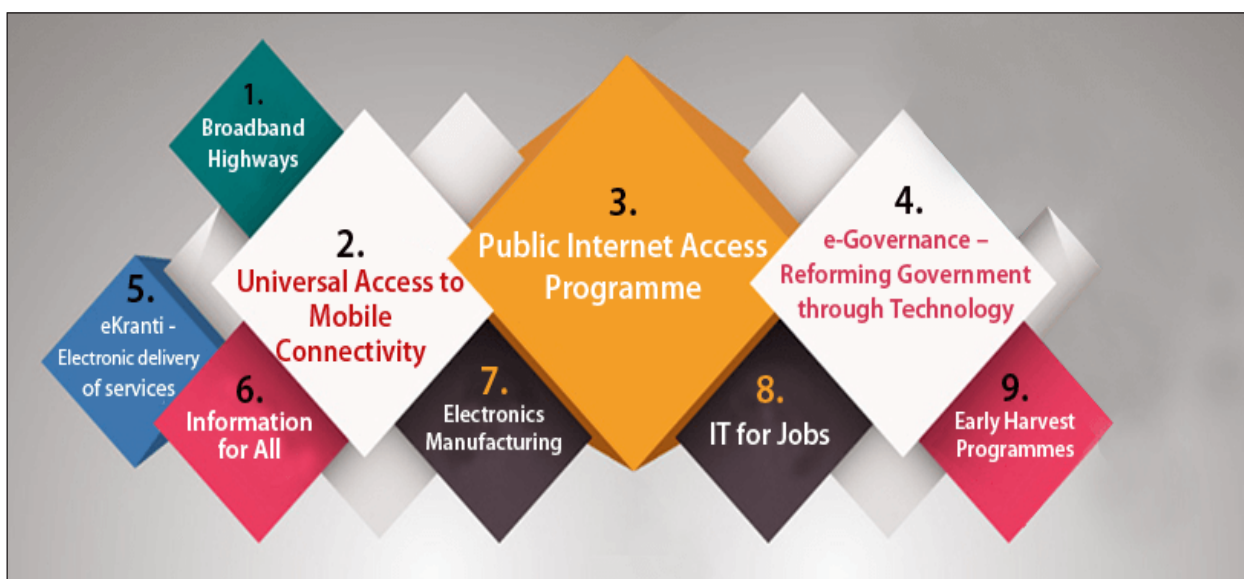 1.
Broadband
Highways
2.
Universal Access to
Mobile
Connectivity
3.
Public Internet Access
Programme
4.
e-Governance –
Reforming Government
through Technology
5.
eKranti -
Electronic delivery
of services
6.
Information
for All
7.
Electronics
Manufacturing
8.
IT for Jobs
9.
Early Harvest
Programmes